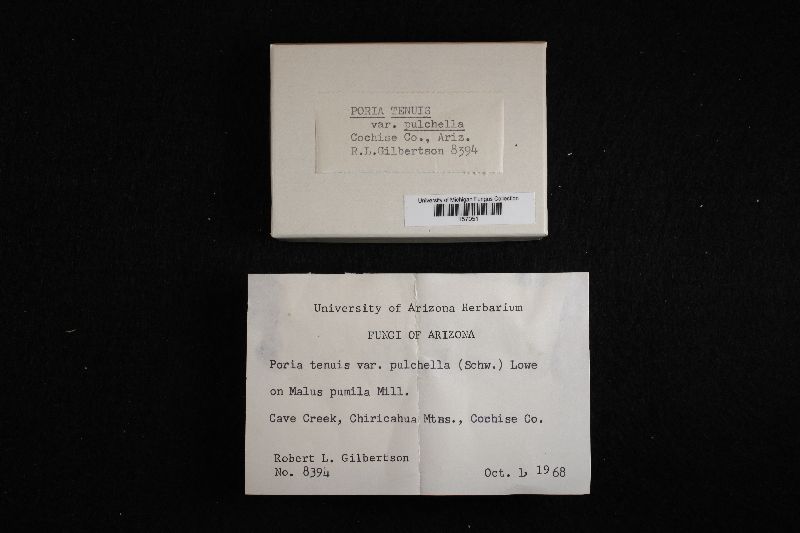 PORIA TENUIS
var. pulchella
Cochise Co., Ariz.
R.L.Gilbertson 8394
University of Michigan Fungus Collection
University of Arizona Herbarium
FUNGI OF ARIZONA
Poria tenuis var. pulchella (Schw.) Lowe
on Malus pumila Mill.
Cave Creek, Chiricahua Mtns., Cochise Co.
Robert L. Gilbertson
No. 8394
Oct. 1968